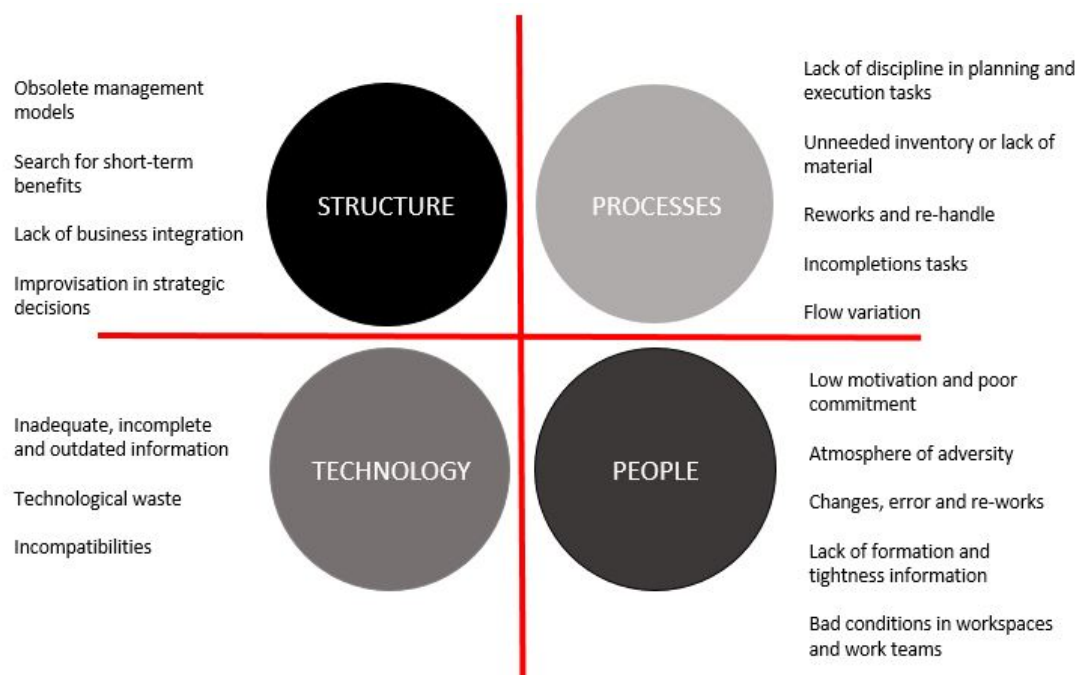 Obsolete management
models
Search for short-term
benefits
Lack of business integration
Improvisation in strategic
decisions
STRUCTURE
PROCESSES
Lack of discipline in planning and
execution tasks
Unneeded inventory or lack of
material
Reworks and re-handle
Incompletions tasks
Flow variation
Inadequate, incomplete
and outdated information
Technological waste
Incompatibilities
TECHNOLOGY
PEOPLE
Low motivation and poor
commitment
Atmosphere of adversity
Changes, error and re-works
Lack of formation and
tightness information
Bad conditions in workspaces
and work teams